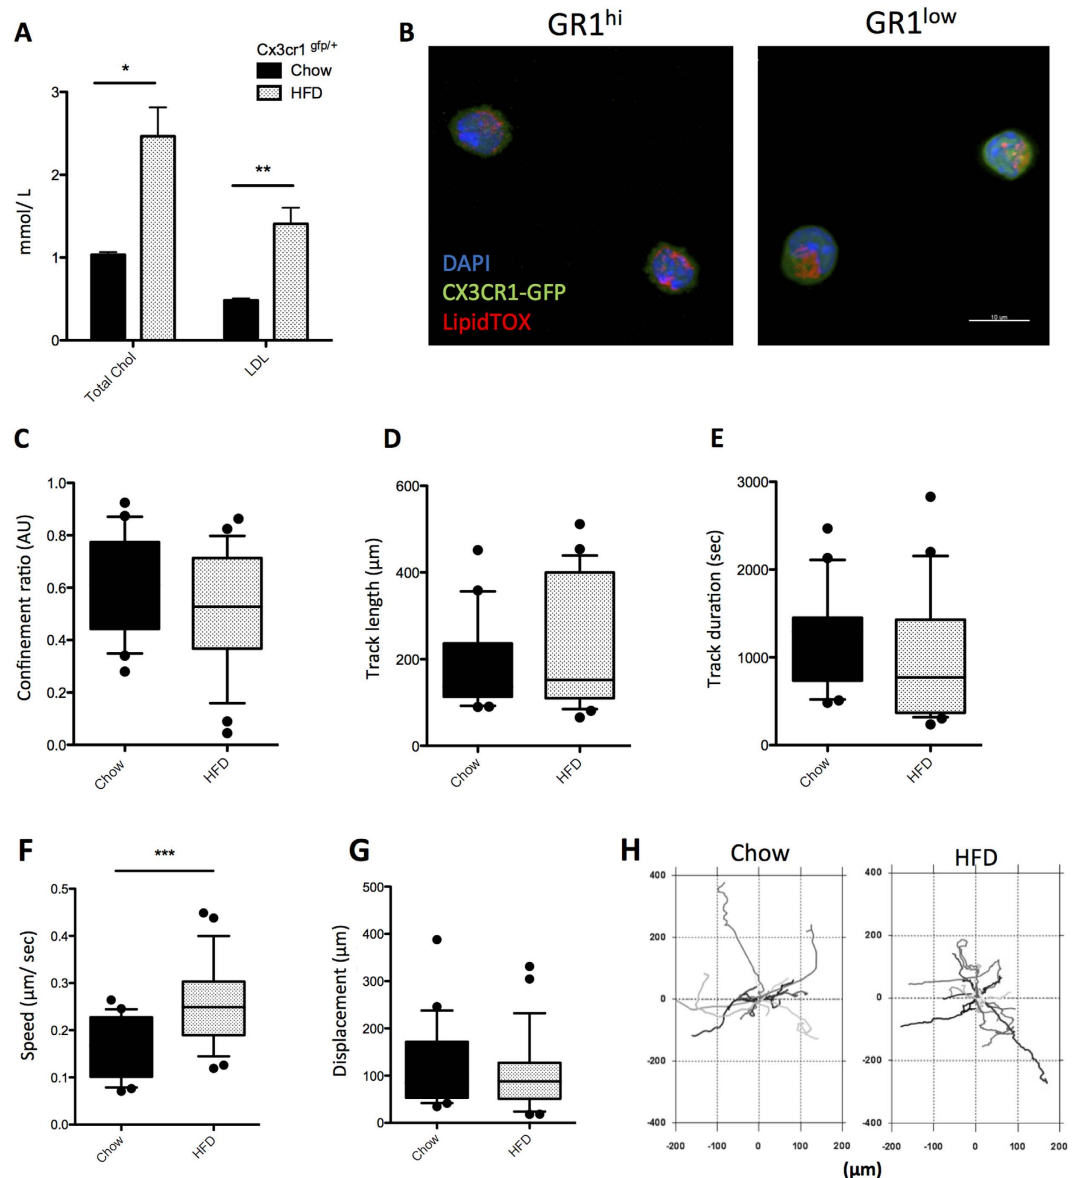 A
Cx3cr1 gfp/+
Chow
HFD
*
**
3
2
1
0
mmol/ L
Total Chol
LDL
B
GR1hi
GR1low
DAPI
CX3CR1-GFP
LipidTOX
10 um
C
1.0
0.8
0.6
0.4
0.2
0.0
Confinement ratio (AU)
Chow
HFD
D
600
400
200
0
Track length (µm)
Chow
HFD
E
3000
2000
1000
0
Track duration (sec)
Chow
HFD
F
***
0.5
0.4
0.3
0.2
0.1
0.0
Speed (µm/ sec)
Chow
HFD
G
500
400
300
200
100
0
Displacement (µm)
Chow
HFD
H
Chow
400
200
0
-200
-400
-200
-100
0
100
200
HFD
400
200
0
-200
-400
-200
-100
0
100
200
(µm)